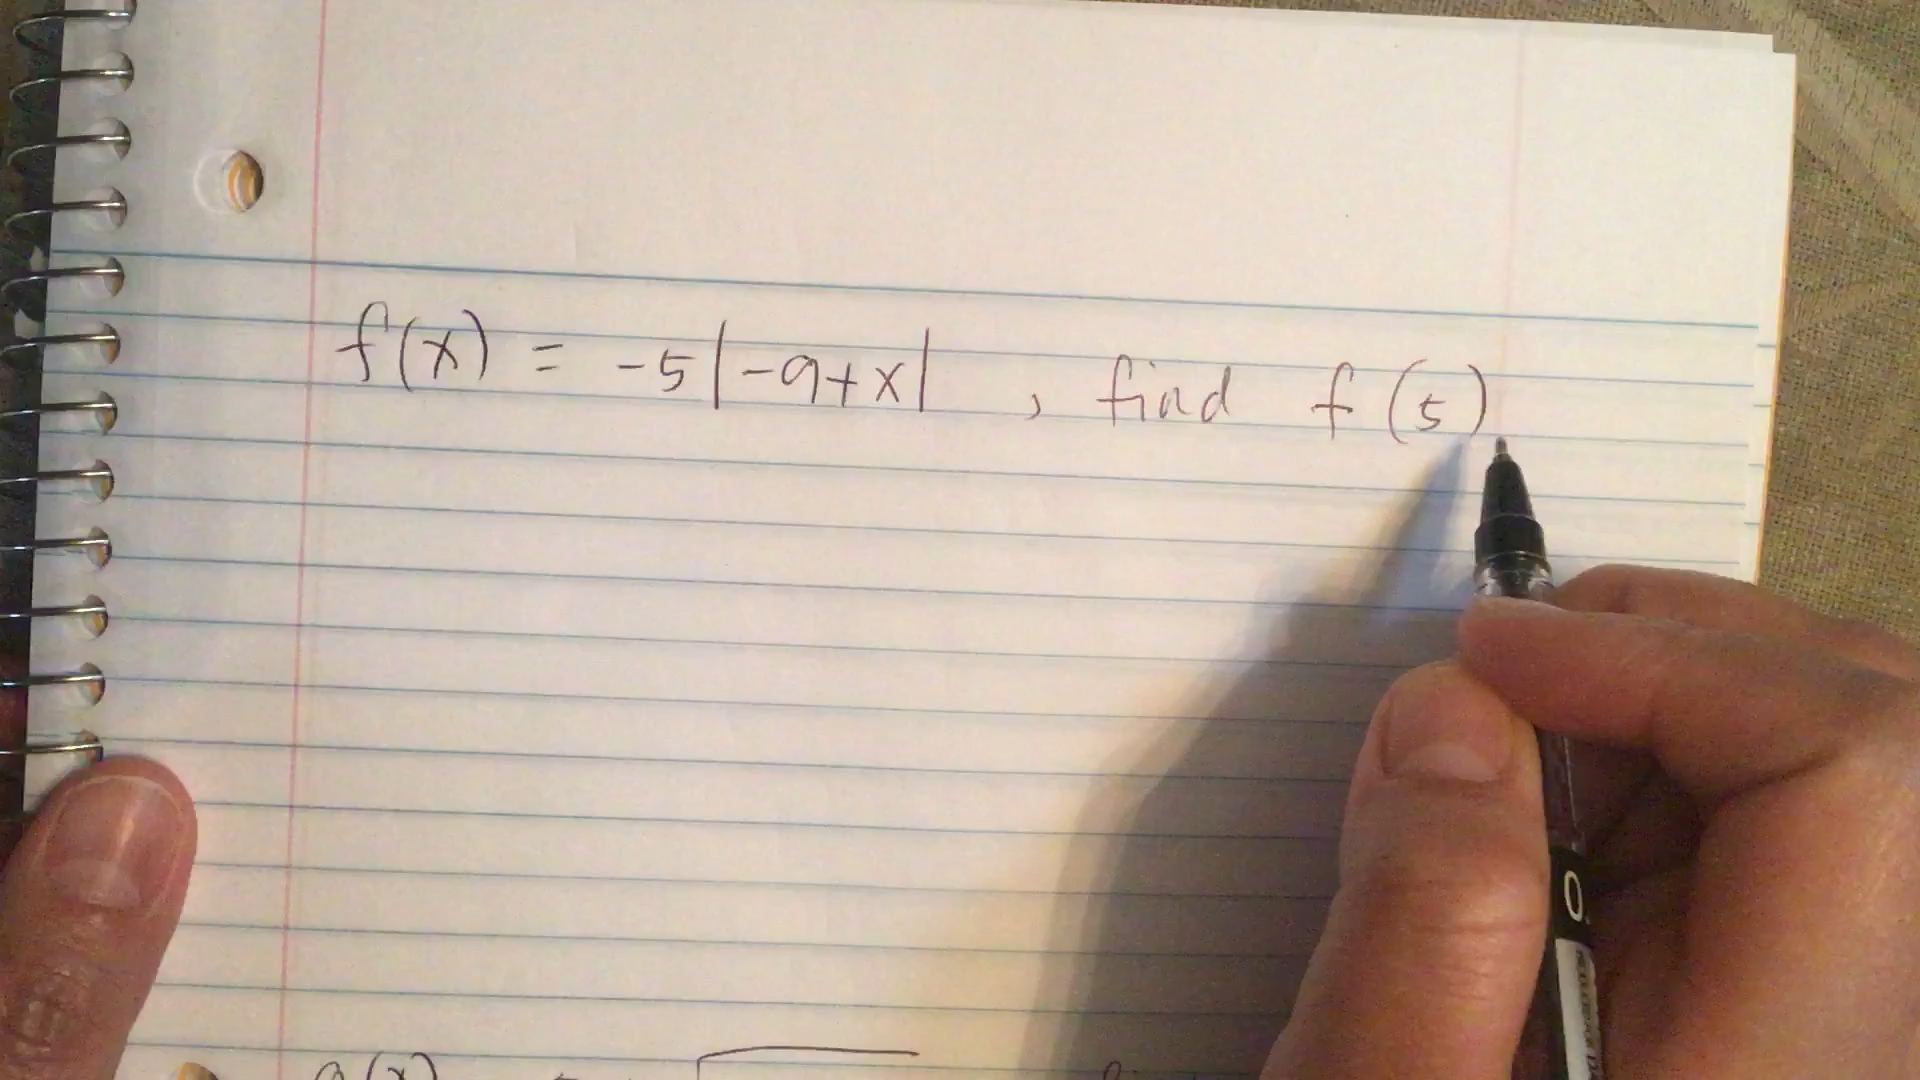 f(x) = -5|-9+x| , find f(5)
g(x)